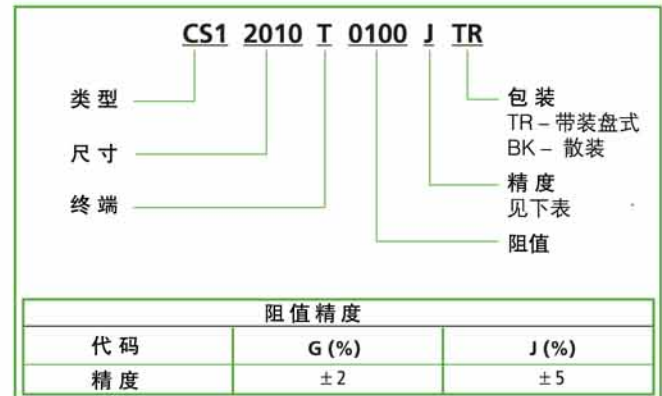 CS1 2010 T 0100 J TR
类型
尺寸
终端
包装
TR – 带装盘式
BK – 散装
精度
见下表
阻值
阻值精度
代码 G (%) J (%)
精度 ±2 ±5